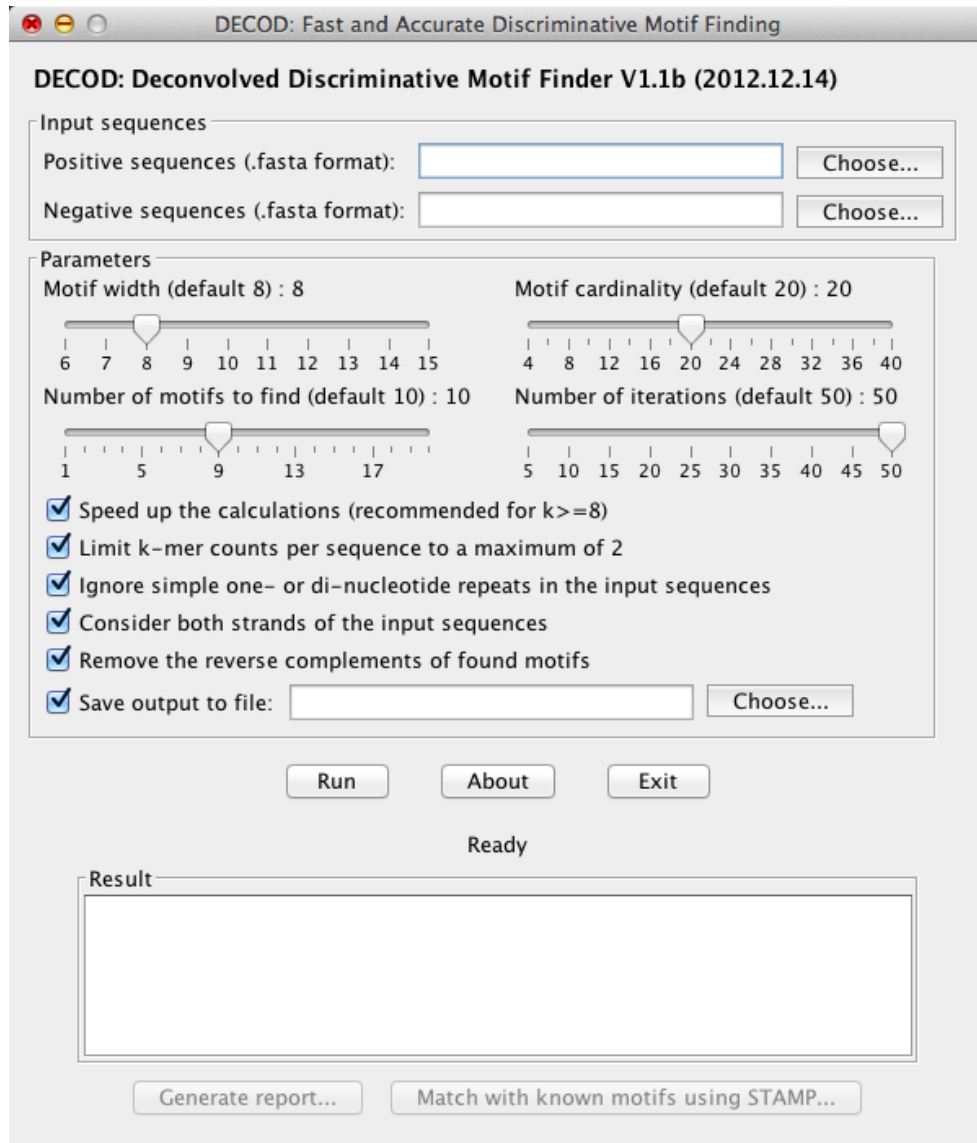 DECOD: Fast and Accurate Discriminative Motif Finding
DECOD: Deconvolved Discriminative Motif Finder V1.1b (2012.12.14)
Input sequences
Positive sequences (.fasta format): Choose...
Negative sequences (.fasta format): Choose...
Parameters
Motif width (default 8) : 8 Motif cardinality (default 20) : 20
6 7 8 9 10 11 12 13 14 15 4 8 12 16 20 24 28 32 36 40
Number of motifs to find (default 10) : 10 Number of iterations (default 50) : 50
1 5 9 13 17 5 10 15 20 25 30 35 40 45 50
Speed up the calculations (recommended for k>=8)
Limit k-mer counts per sequence to a maximum of 2
Ignore simple one- or di-nucleotide repeats in the input sequences
Consider both strands of the input sequences
Remove the reverse complements of found motifs
Save output to file: Choose...
Run About Exit
Ready
Result
Generate report... Match with known motifs using STAMP...